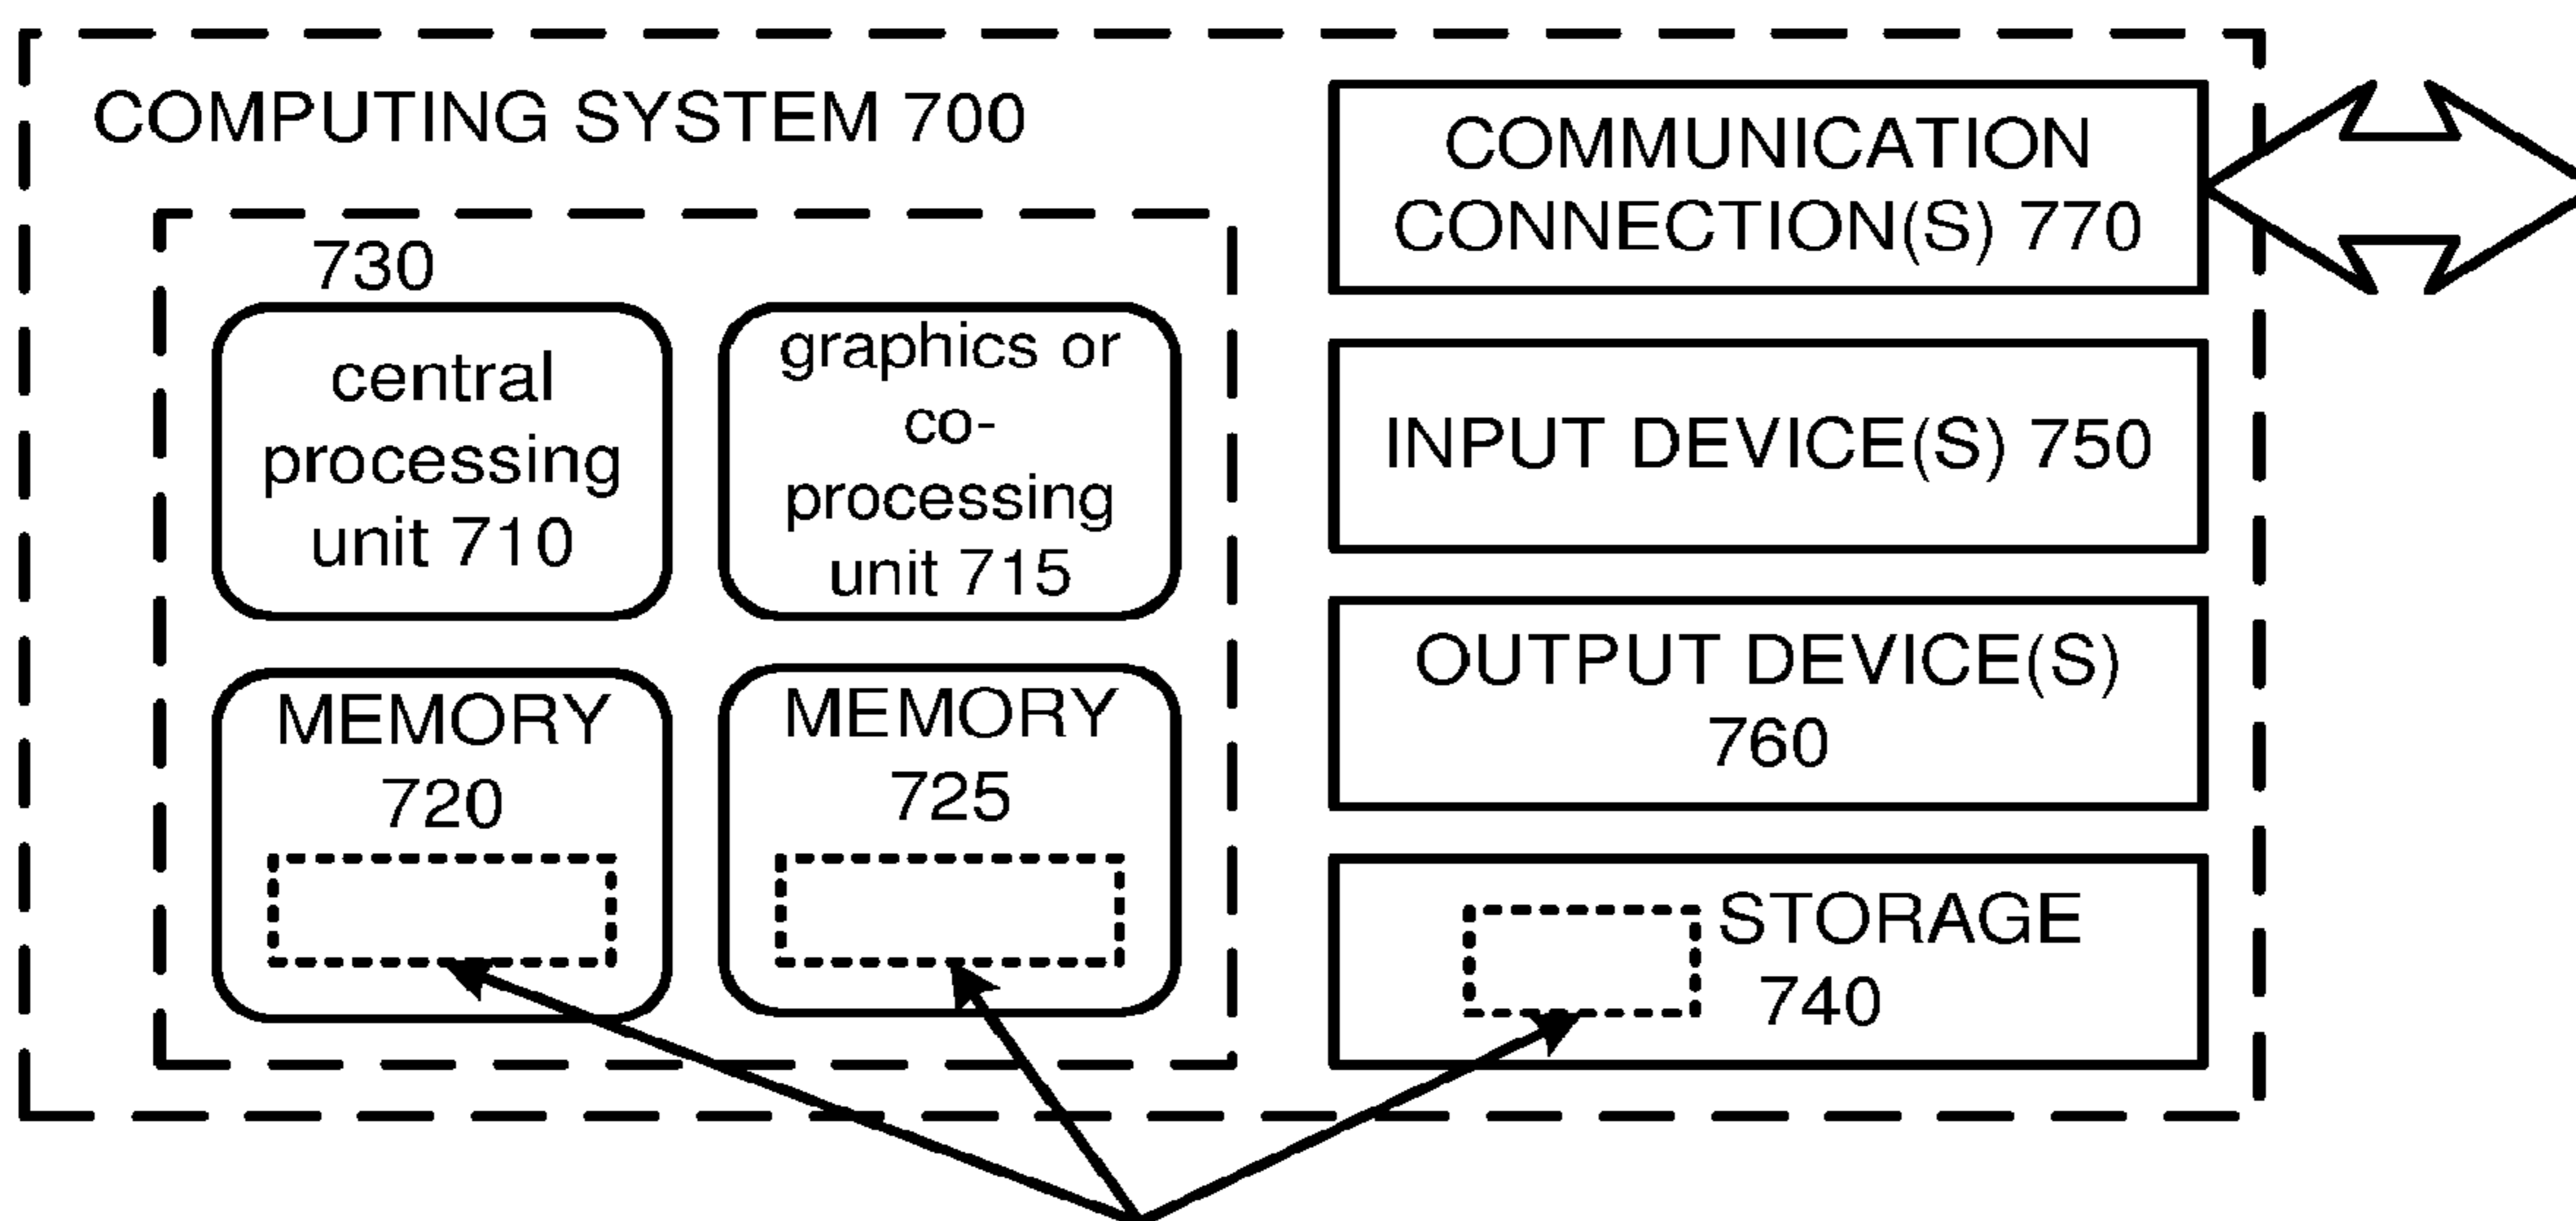 COMPUTING SYSTEM 700
730
central
processing
unit 710
graphics or
co-
processing
unit 715
MEMORY
720
MEMORY
725
COMMUNICATION
CONNECTION(S) 770
INPUT DEVICE(S) 750
OUTPUT DEVICE(S)
760
STORAGE
740